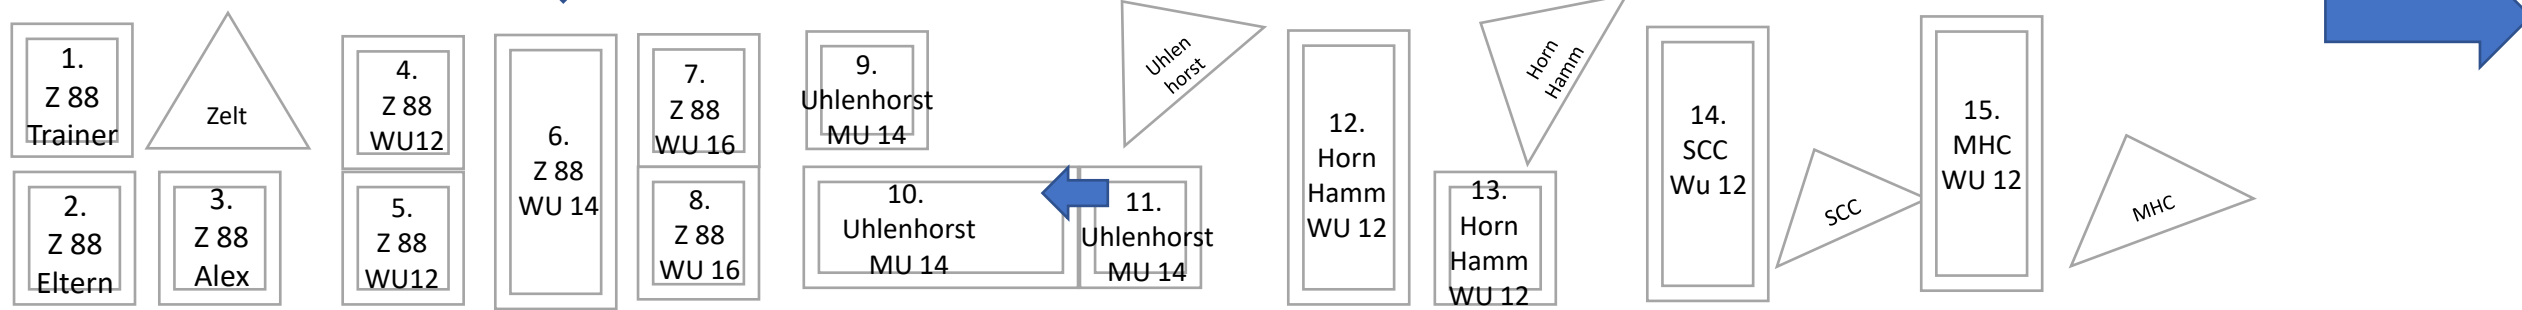 1.
Z 88
Trainer
Zelt
2.
Z 88
Eltern
3.
Z 88
Alex
4.
Z 88
WU12
5.
Z 88
WU12
6.
Z 88
WU 14
7.
Z 88
WU 16
8.
Z 88
WU 16
9.
Uhlenhorst
MU 14
10.
Uhlenhorst
MU 14
11.
Uhlenhorst
MU 14
Uhlen
horst
12.
Horn
Hamm
WU 12
Horn
Hamm
13.
Horn
Hamm
WU 12
14.
SCC
Wu 12
SCC
15.
MHC
WU 12
MHC